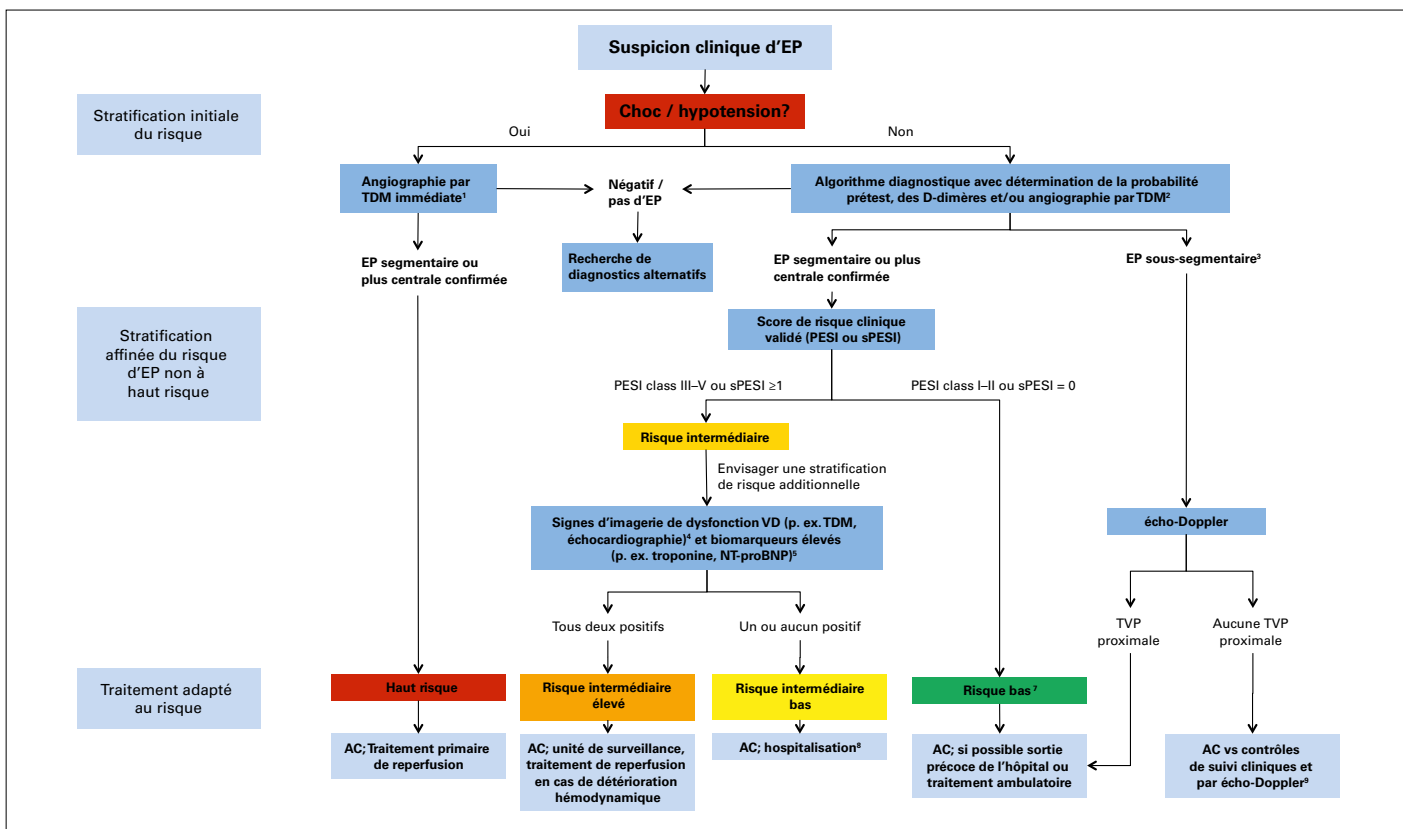 Suspicion clinique d’EP
Stratification initiale
du risque
Choc / hypotension?
Oui
Non
Angiographie par
TDM immédiate¹
Négatif /
pas d’EP
Algorithme diagnostique avec détermination de la probabilité
prétest, des D-dimères et/ou angiographie par TDM²
EP segmentaire ou
plus centrale confirmée
Recherche de
diagnostics alternatifs
EP segmentaire ou plus
centrale confirmée
EP sous-segmentaire³
Stratification
affinée du risque
d’EP non à
haut risque
Score de risque clinique
validé (PESI ou sPESI)
PESI class III–V ou sPESI ≥1
PESI class I–II ou sPESI = 0
Risque intermédiaire
Envisager une stratification
de risque additionnelle
Signes d’imagerie de dysfonction VD (p. ex. TDM,
échocardiographie)⁴ et biomarqueurs élevés
(p. ex. troponine, NT-proBNP)⁵
écho-Doppler
Tous deux positifs
Un ou aucun positif
TVP
proximale
Aucune TVP
proximale
Traitement adapté
au risque
Haut risque
Risque intermédiaire
élevé
Risque intermédiaire
bas
Risque bas ⁷
AC; Traitement primaire
de reperfusion
AC; unité de surveillance,
traitement de reperfusion
en cas de détérioration
hémodynamique
AC; hospitalisation⁸
AC; si possible sortie
précoce de l’hôpital ou
traitement ambulatoire
AC vs contrôles
de suivi cliniques et
par écho-Doppler⁹